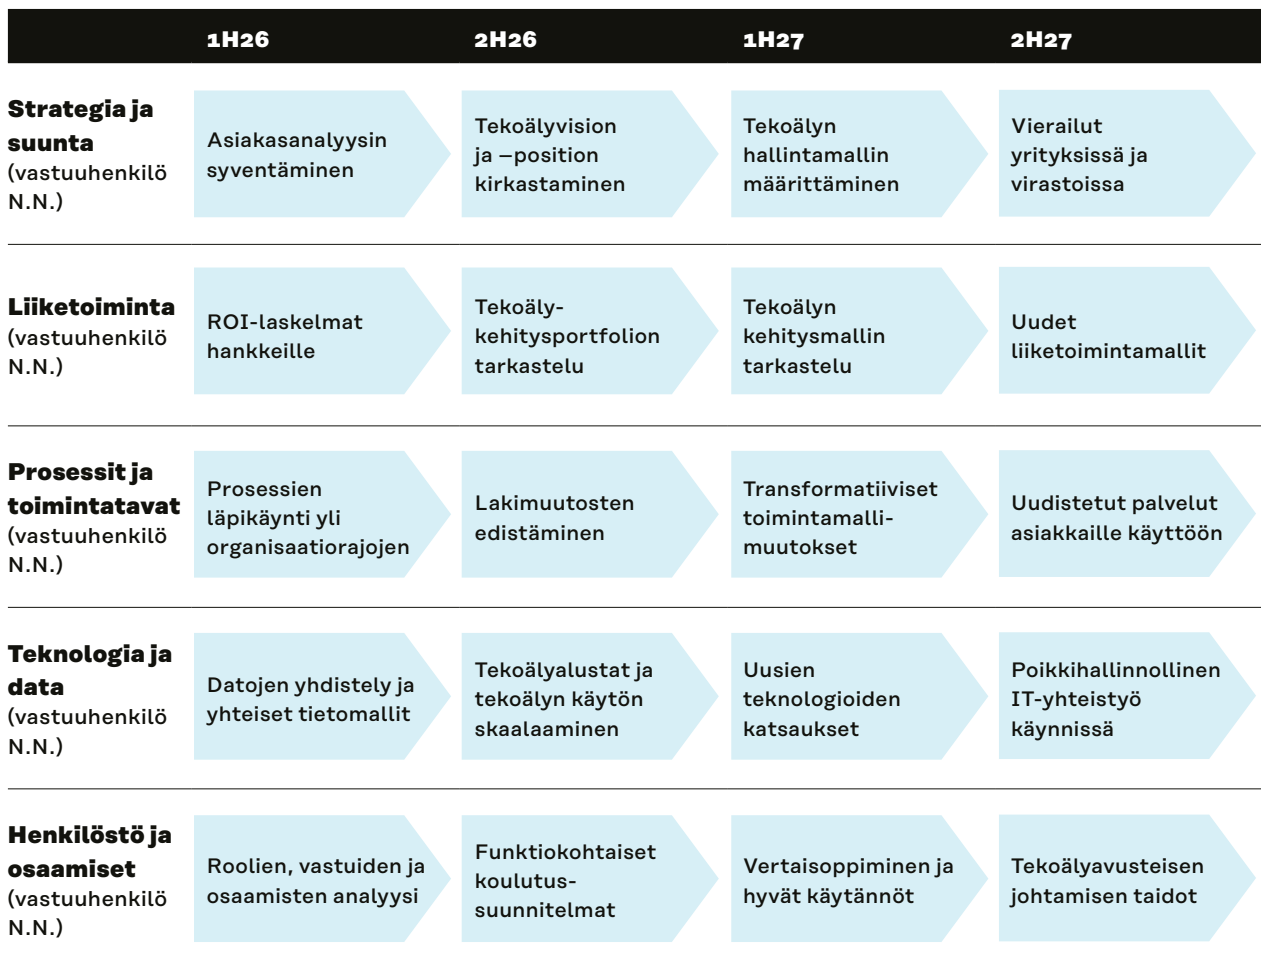 1H26 2H26 1H27 2H27
Strategia ja
suunta
(vastuuhenkilö
N.N.)
Asiakasanalyysin
syventäminen
Tekoälyvision
ja –position
kirkastaminen
Tekoälyn
hallintamallin
määrittäminen
Vierailut
yrityksissä ja
virastoissa
Liiketoiminta
(vastuuhenkilö
N.N.)
ROI-laskelmat
hankkeille
Tekoäly-
kehitysportfolion
tarkastelu
Tekoälyn
kehitysmallin
tarkastelu
Uudet
liiketoimintamallit
Prosessit ja
toimintatavat
(vastuuhenkilö
N.N.)
Prosessien
läpikäynti yli
organisaatiorajojen
Lakimuutosten
edistäminen
Transformatiiviset
toimintamalli-
muutokset
Uudistetut palvelut
asiakkaille käyttöön
Teknologia ja
data
(vastuuhenkilö
N.N.)
Datojen yhdistely ja
yhteiset tietomallit
Tekoälyalustat ja
tekoälyn käytön
skaalaaminen
Uusien
teknologioiden
katsaukset
Poikkihallinnollinen
IT-yhteistyö
käynnissä
Henkilöstö ja
osaamiset
(vastuuhenkilö
N.N.)
Roolien, vastuiden ja
osaamisten analyysi
Funktiokohtaiset
koulutus-
suunnitelmat
Vertaisoppiminen ja
hyvät käytännöt
Tekoälyavusteisen
johtamisen taidot